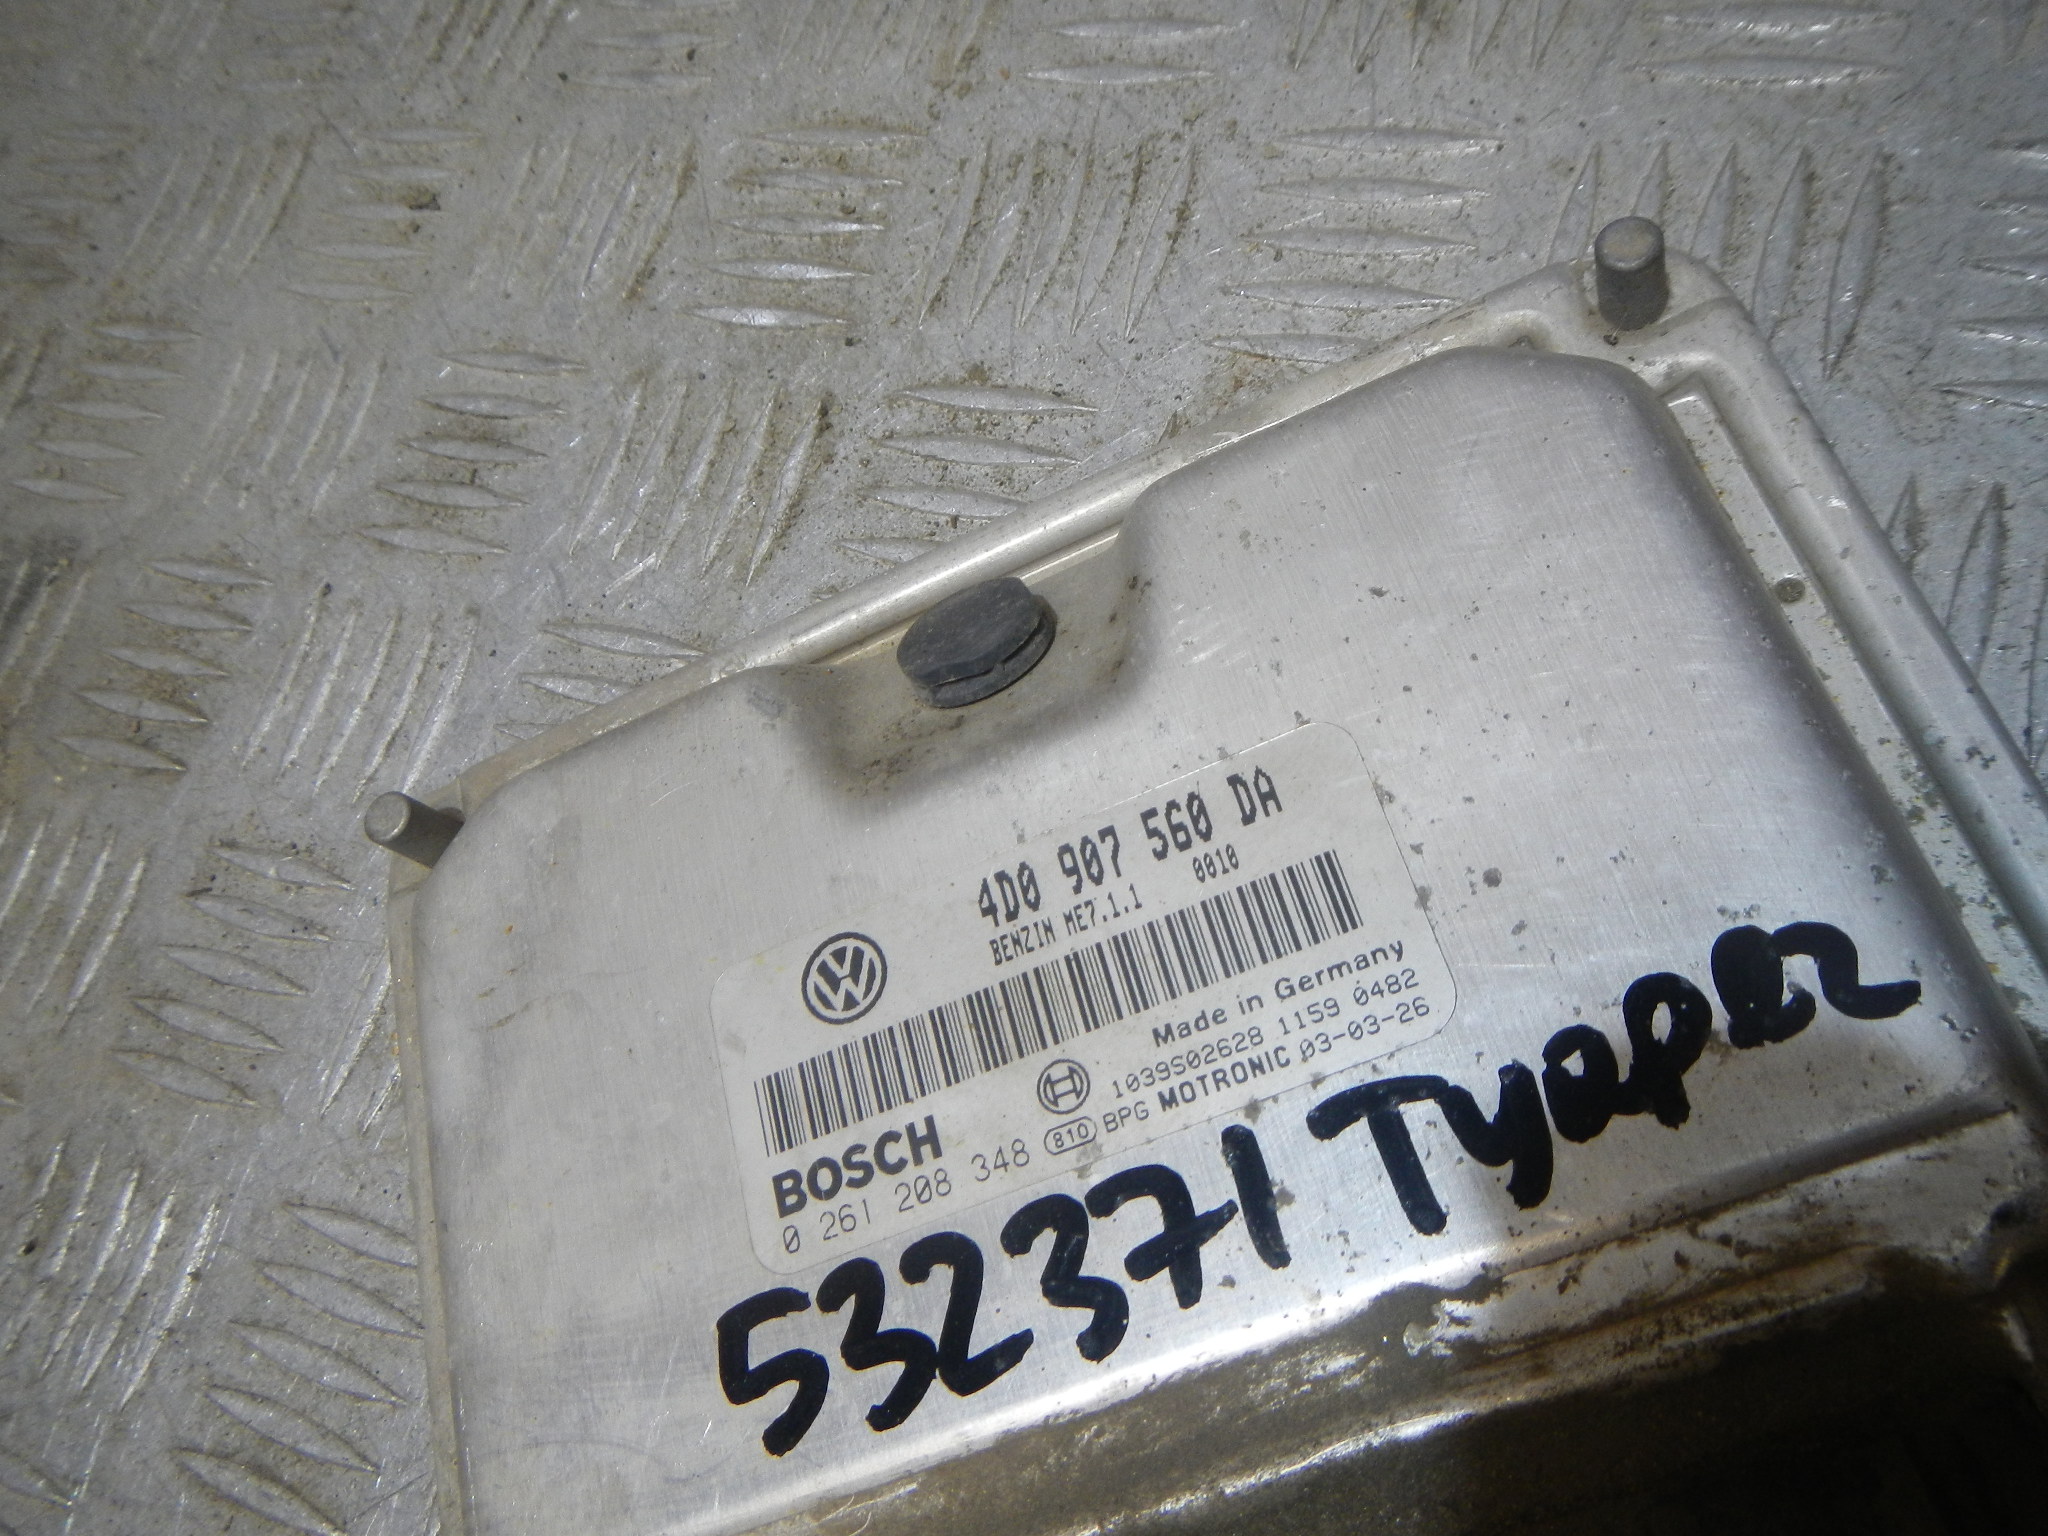 4D0 907 560 DA
BENZIN ME7.1.1 0010
Made in Germany
1039S02628 1159 0482
BOSCH 810 BPG MOTRONIC 03-03-26
0 261 208 348
532371 Туарег